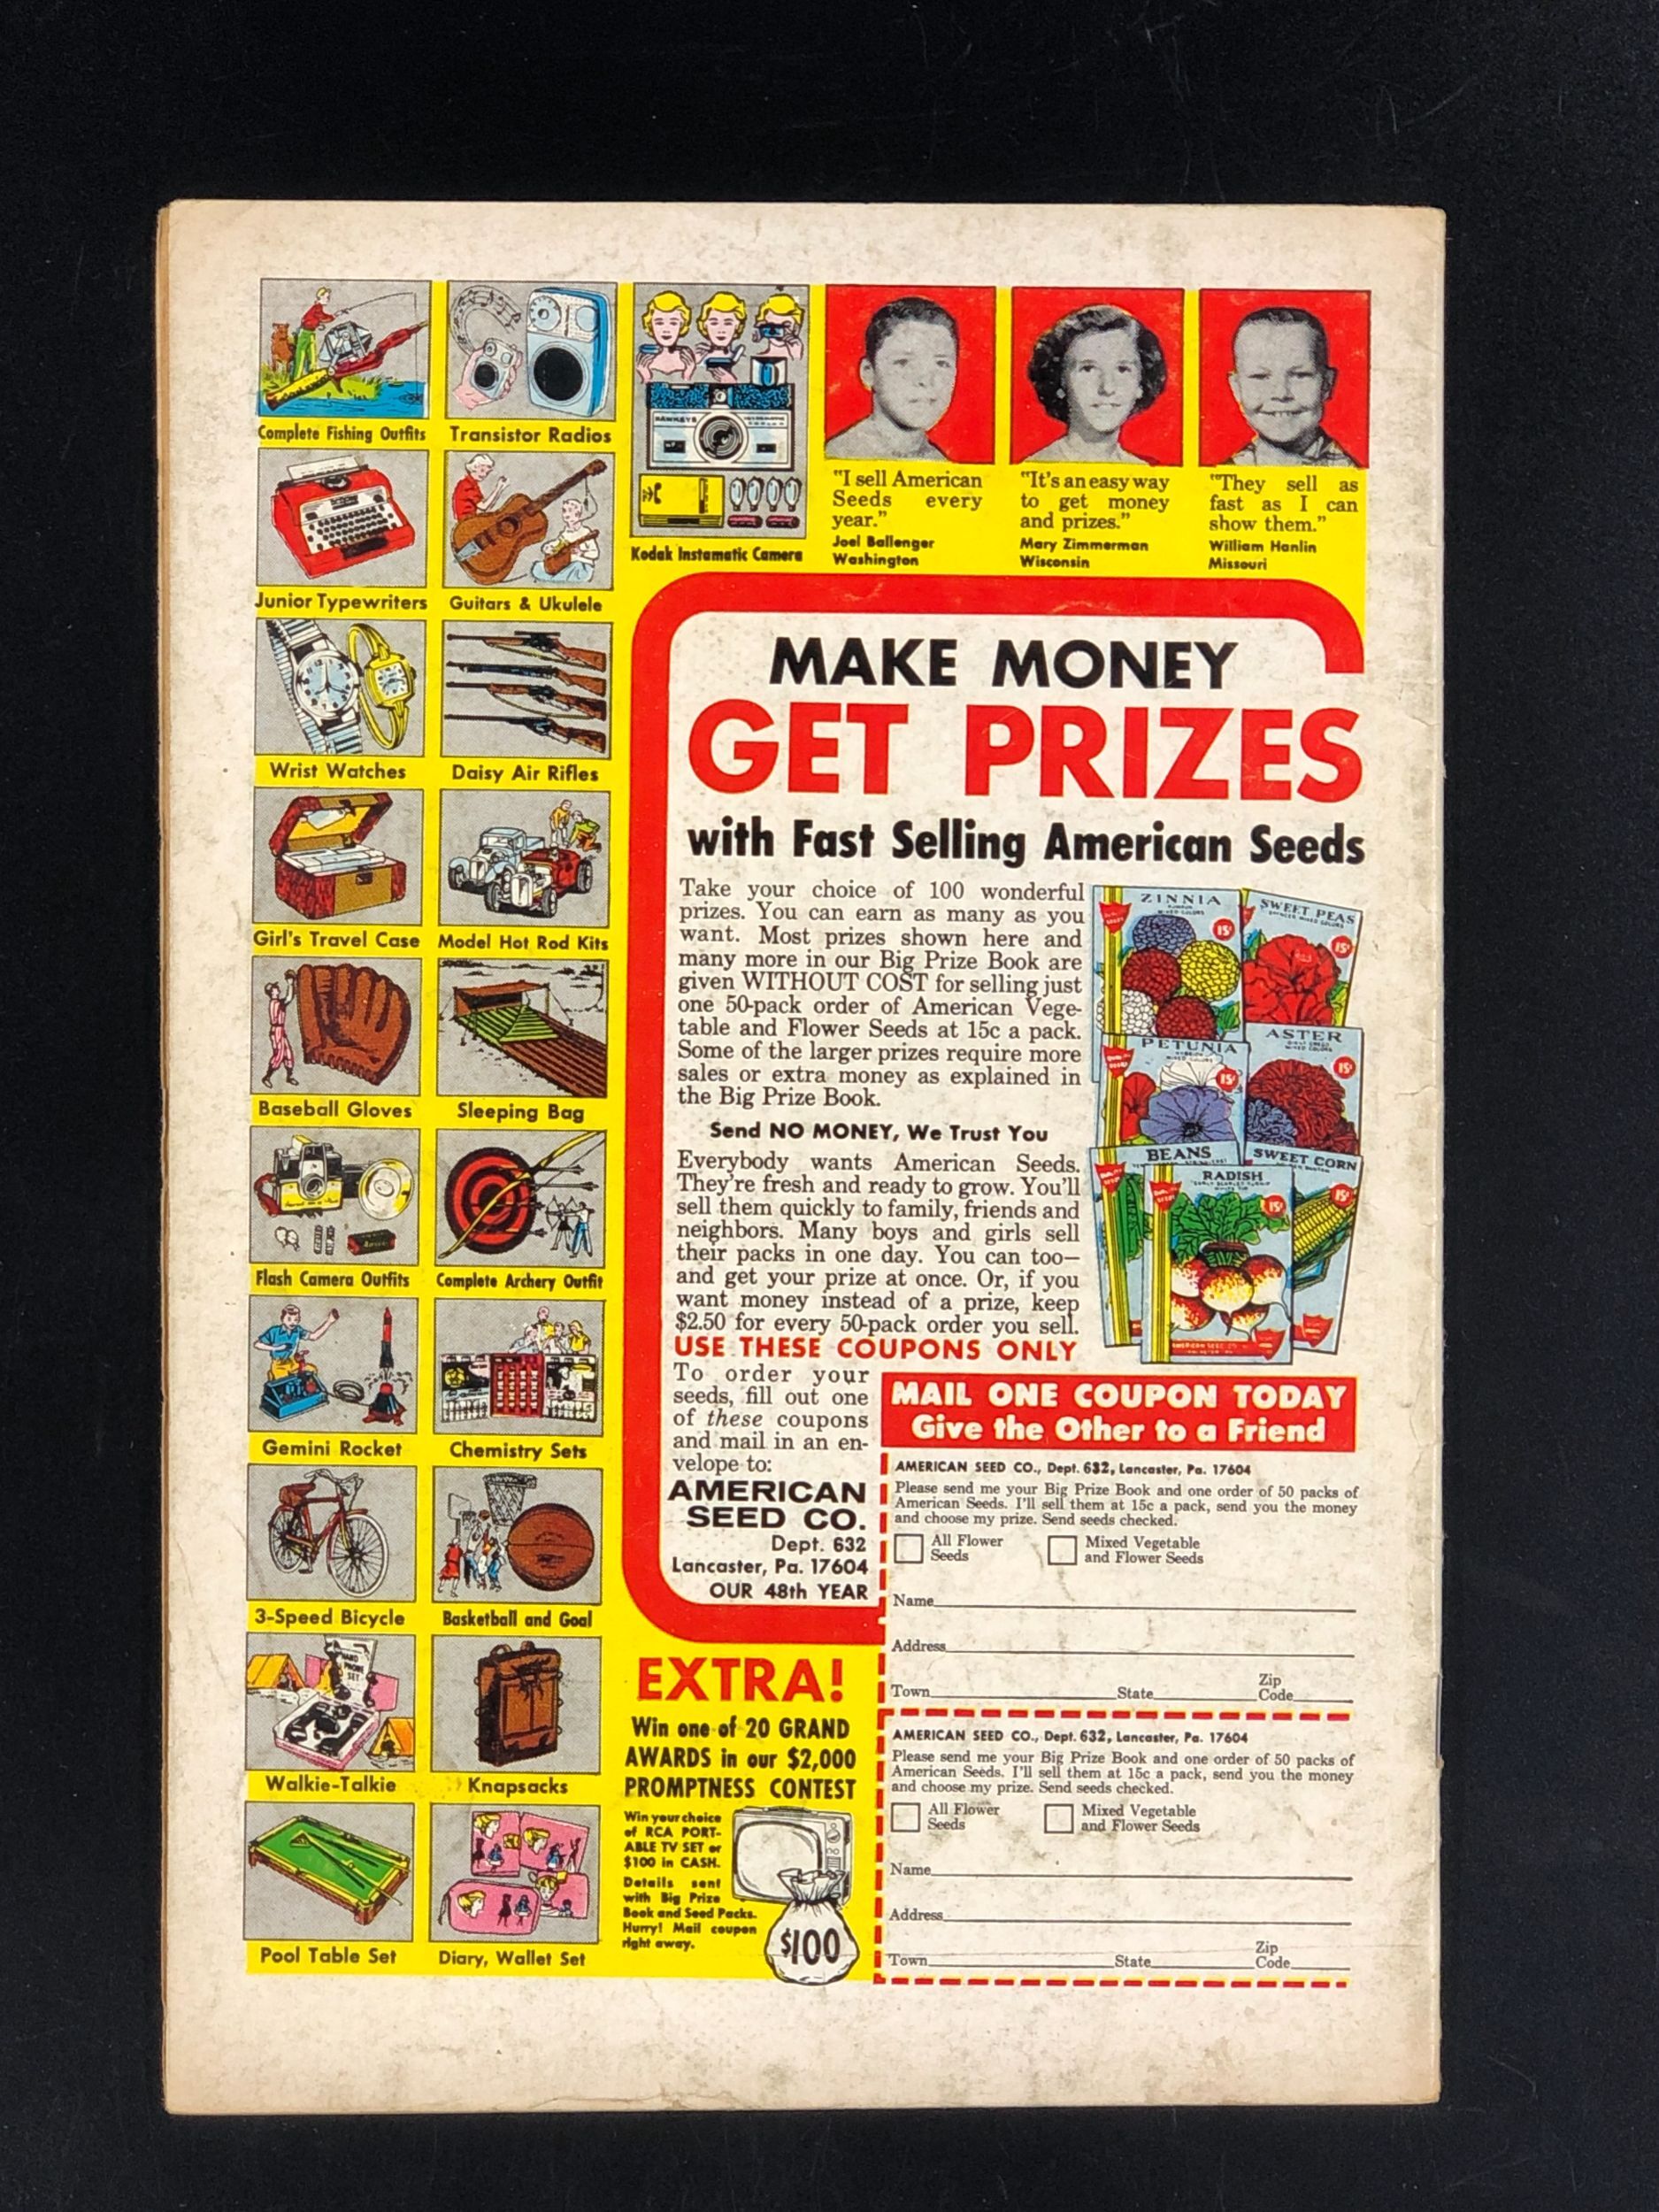 Complete Fishing Outfits
Transistor Radios
HAWKEYE
Kodak Instamatic Camera
Junior Typewriters
Guitars & Ukulele
Wrist Watches
Daisy Air Rifles
Girl's Travel Case
Model Hot Rod Kits
Baseball Gloves
Sleeping Bag
Flash Camera Outfits
Complete Archery Outfit
Gemini Rocket
Chemistry Sets
3-Speed Bicycle
Basketball and Goal
HAND
PHONE
SET
Walkie-Talkie
Knapsacks
Pool Table Set
Diary, Wallet Set
"I sell American
Seeds every
year."
Joel Ballenger
Washington
"It's an easy way
to get money
and prizes."
Mary Zimmerman
Wisconsin
"They sell as
fast as I can
show them."
William Hanlin
Missouri
MAKE MONEY
GET PRIZES
with Fast Selling American Seeds
Take your choice of 100 wonderful
prizes. You can earn as many as you
want. Most prizes shown here and
many more in our Big Prize Book are
given WITHOUT COST for selling just
one 50-pack order of American Vege-
table and Flower Seeds at 15c a pack.
Some of the larger prizes require more
sales or extra money as explained in
the Big Prize Book.
Send NO MONEY, We Trust You
Everybody wants American Seeds.
They're fresh and ready to grow. You'll
sell them quickly to family, friends and
neighbors. Many boys and girls sell
their packs in one day. You can too—
and get your prize at once. Or, if you
want money instead of a prize, keep
$2.50 for every 50-pack order you sell.
USE THESE COUPONS ONLY
To order your
seeds, fill out one
of these coupons
and mail in an en-
velope to:
AMERICAN
SEED CO.
Dept. 632
Lancaster, Pa. 17604
OUR 48th YEAR
ZINNIA
MIXED COLORS
15¢
SWEET PEAS
SPENCER MIXED COLORS
15¢
PETUNIA
MIXED COLORS
15¢
ASTER
MIXED COLORS
15¢
BEANS
SWEET CORN
15¢
RADISH
15¢
MAIL ONE COUPON TODAY
Give the Other to a Friend
AMERICAN SEED CO., Dept. 632, Lancaster, Pa. 17604
Please send me your Big Prize Book and one order of 50 packs of
American Seeds. I'll sell them at 15c a pack, send you the money
and choose my prize. Send seeds checked.
All Flower
Seeds
Mixed Vegetable
and Flower Seeds
Name
Address
Town State Zip
Code
AMERICAN SEED CO., Dept. 632, Lancaster, Pa. 17604
Please send me your Big Prize Book and one order of 50 packs of
American Seeds. I'll sell them at 15c a pack, send you the money
and choose my prize. Send seeds checked.
All Flower
Seeds
Mixed Vegetable
and Flower Seeds
Name
Address
Town State Zip
Code
EXTRA!
Win one of 20 GRAND
AWARDS in our $2,000
PROMPTNESS CONTEST
Win your choice
of RCA PORT-
ABLE TV SET or
$100 in CASH.
Details sent
with Big Prize
Book and Seed Packs.
Hurry! Mail coupon
right away.
$100